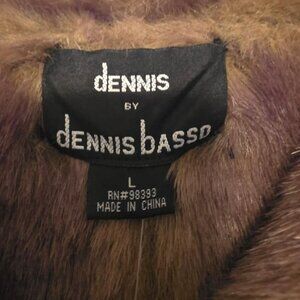 dENNIS
BY
dENNIS bASSO
L
RN#98393
MADE IN CHINA